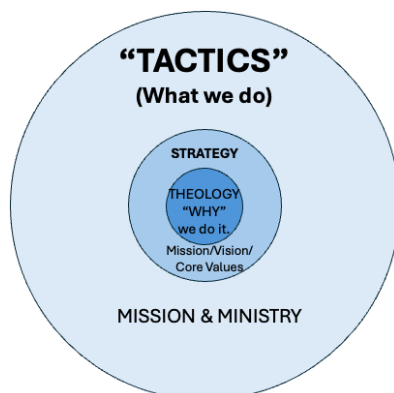 “TACTICS”
(What we do)
STRATEGY
THEOLOGY
“WHY”
we do it.
Mission/Vision/
Core Values
MISSION & MINISTRY